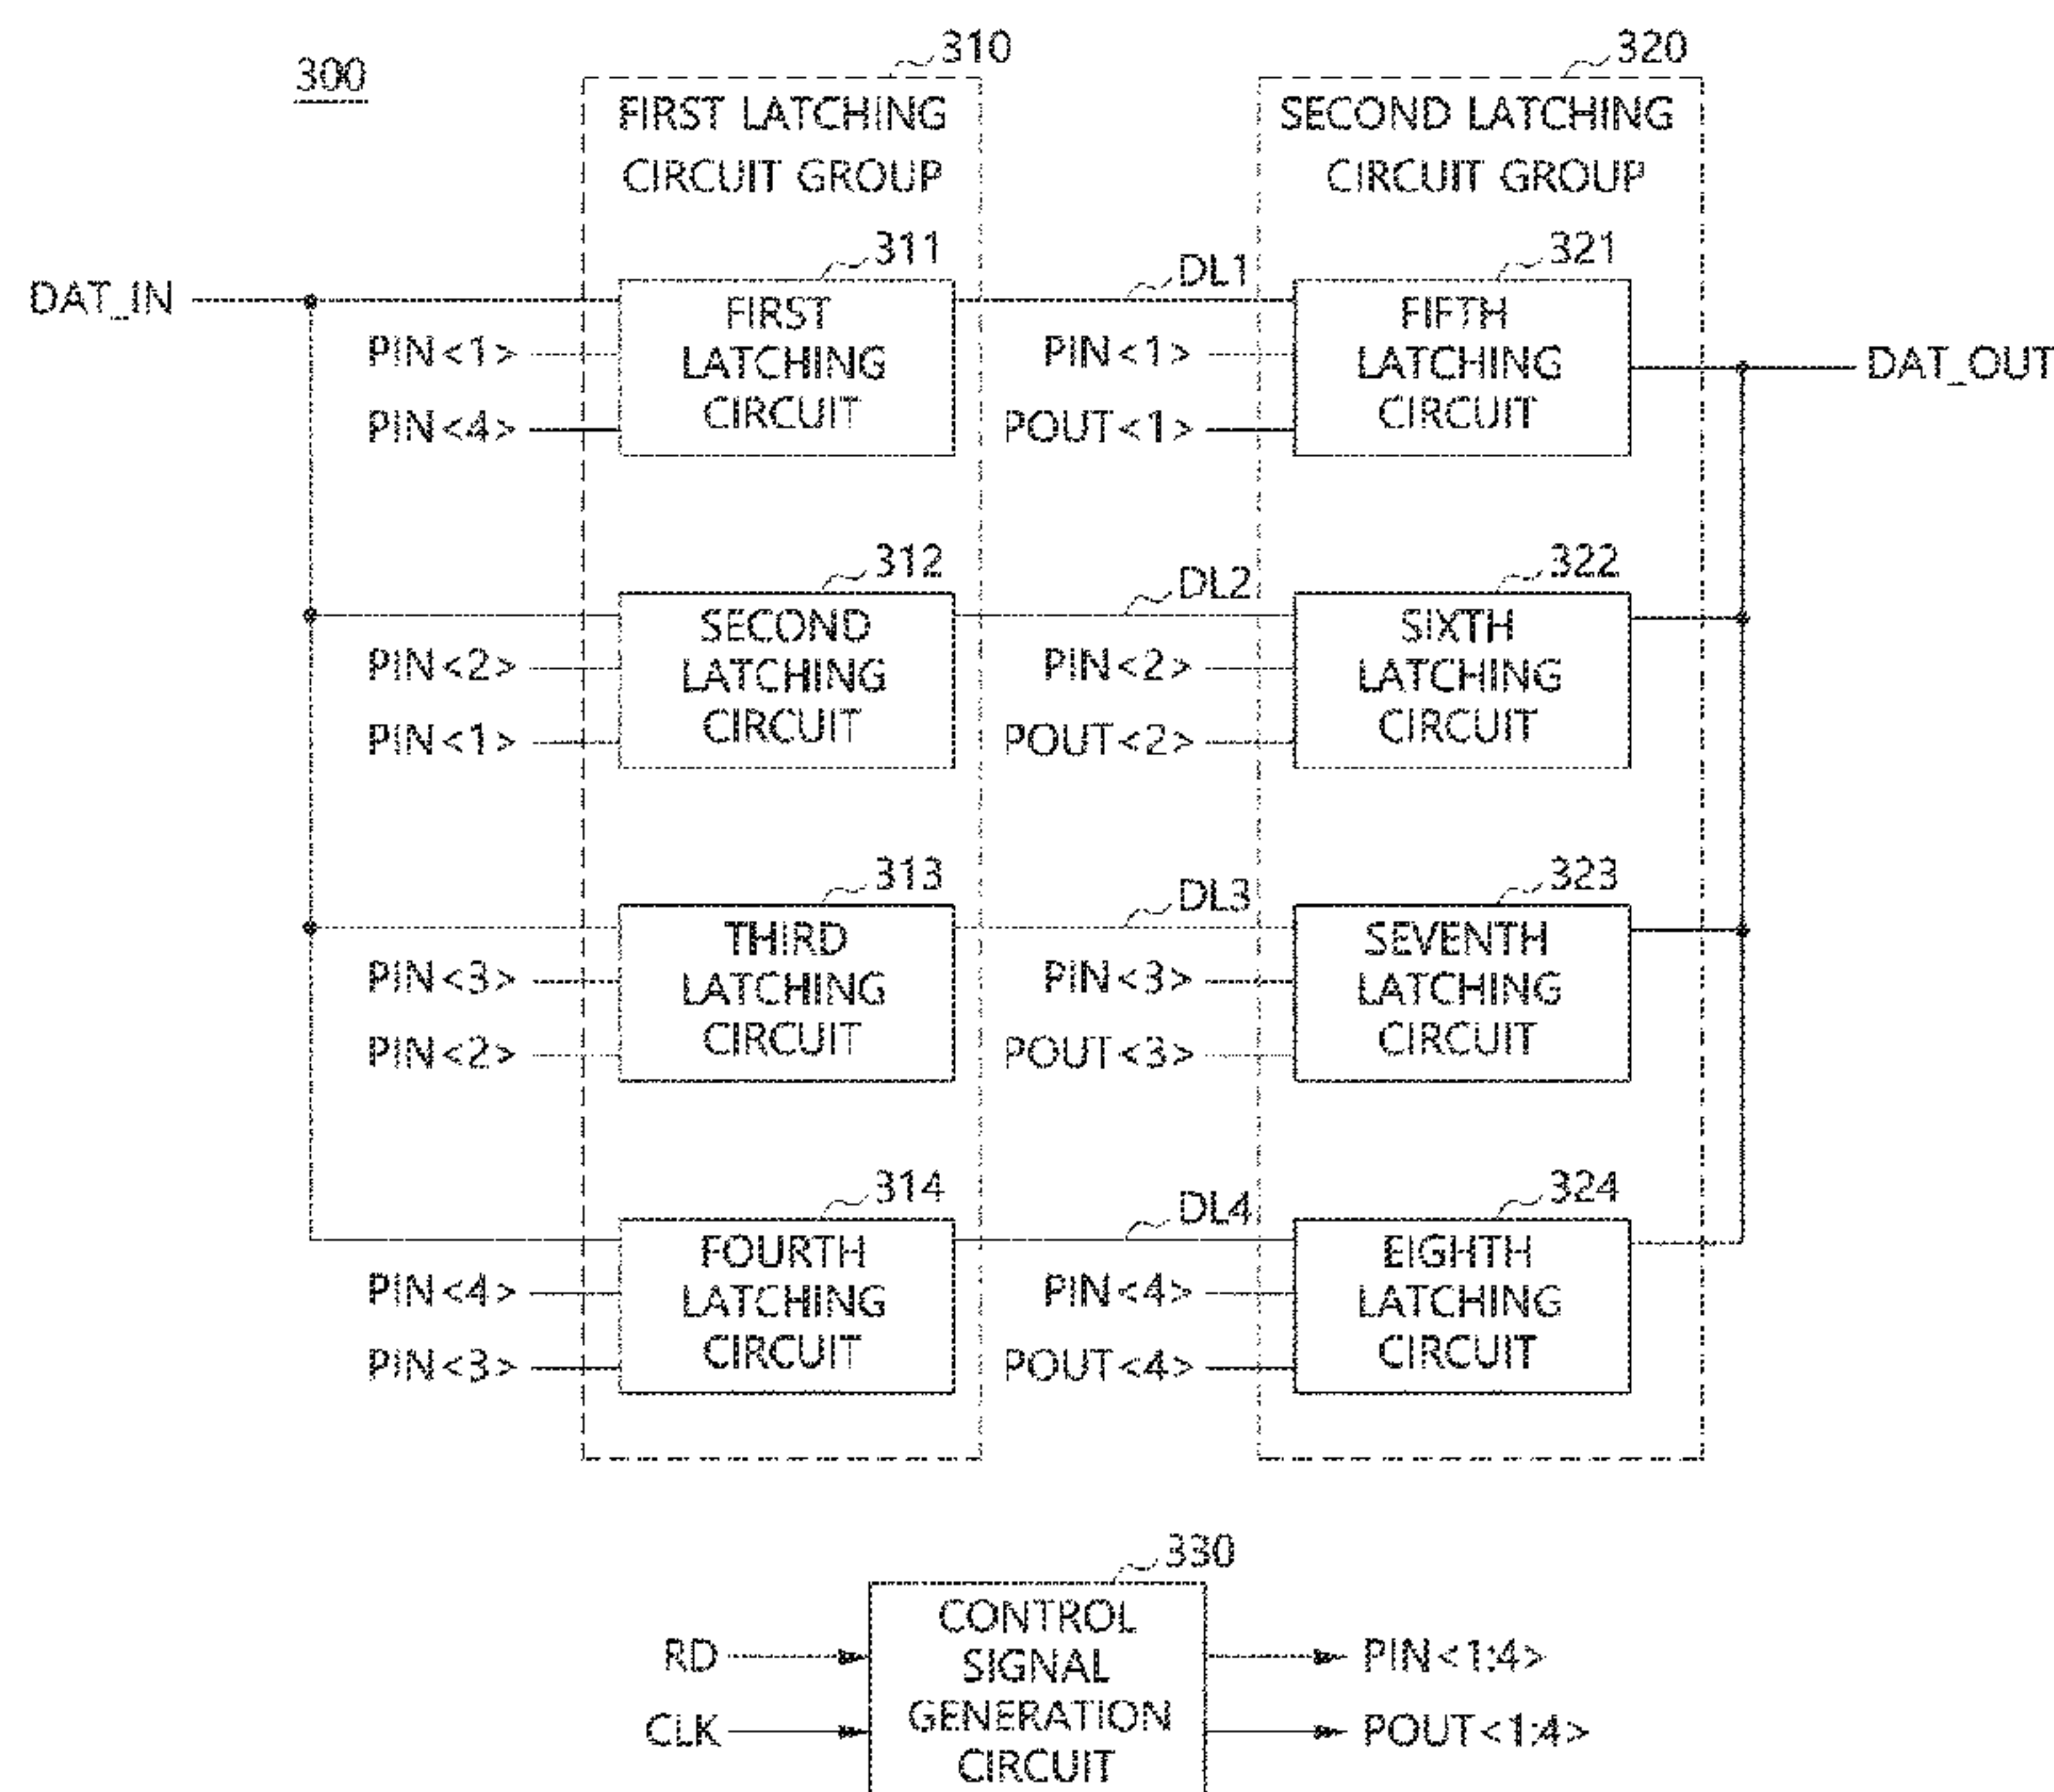 300
310
FIRST LATCHING
CIRCUIT GROUP
320
SECOND LATCHING
CIRCUIT GROUP
DAT_IN
311
FIRST
LATCHING
CIRCUIT
PIN<1>
PIN<4>
DL1
321
FIFTH
LATCHING
CIRCUIT
PIN<1>
POUT<1>
DAT_OUT
312
SECOND
LATCHING
CIRCUIT
PIN<2>
PIN<1>
DL2
322
SIXTH
LATCHING
CIRCUIT
PIN<2>
POUT<2>
313
THIRD
LATCHING
CIRCUIT
PIN<3>
PIN<2>
DL3
323
SEVENTH
LATCHING
CIRCUIT
PIN<3>
POUT<3>
314
FOURTH
LATCHING
CIRCUIT
PIN<4>
PIN<3>
DL4
324
EIGHTH
LATCHING
CIRCUIT
PIN<4>
POUT<4>
330
CONTROL
SIGNAL
GENERATION
CIRCUIT
RD
CLK
PIN<1:4>
POUT<1:4>